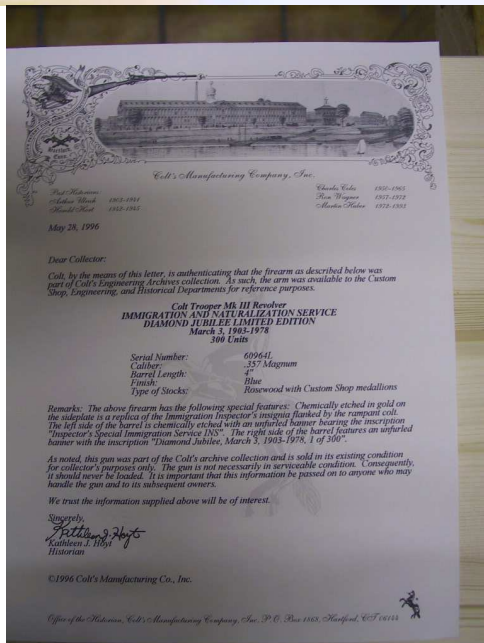 Colt's Manufacturing Company, Inc.
Past Historians
Arthur Ulrich
Harold Hart
Charles Coles
Ron Wagner
Martin Huber
May 28, 1996
Dear Collector:
Colt, by the means of this letter, is authenticating that the firearm as described below was
part of Colt's Engineering Archives collection. As such, the arm was available to the Custom
Shop, Engineering, and Historical Departments for reference purposes.
Colt Trooper Mk III Revolver
IMMIGRATION AND NATURALIZATION SERVICE
DIAMOND JUBILEE LIMITED EDITION
March 3, 1903-1978
300 Units
Serial Number: 60964L
Caliber: .357 Magnum
Barrel Length: 4"
Finish: Blue
Type of Stocks: Rosewood with Custom Shop medallions
Remarks: The above firearm has the following special features: Chemically etched in gold on
the sideplate is a replica of the Immigration Inspector's insignia flanked by the rampant colt.
The left side of the barrel is chemically etched with an unfurled banner bearing the inscription
"Inspector's Special Immigration Service INS". The right side of the barrel features an unfurled
banner with the inscription "Diamond Jubilee, March 3, 1903-1978, 1 of 300".
As noted, this gun was part of the Colt's archive collection and is sold in its existing condition
for collector's purposes only. The gun is not necessarily in serviceable condition. Consequently,
it should never be loaded. It is important that this information be passed on to anyone who may
handle the gun and to its subsequent owners.
We trust the information supplied above will be of interest.
Sincerely,
Kathleen J. Hoyt
Kathleen J. Hoyt
Historian
©1996 Colt's Manufacturing Co., Inc.
Office of the Historian, Colt's Manufacturing Company, Inc. P.O. Box 1868, Hartford, CT